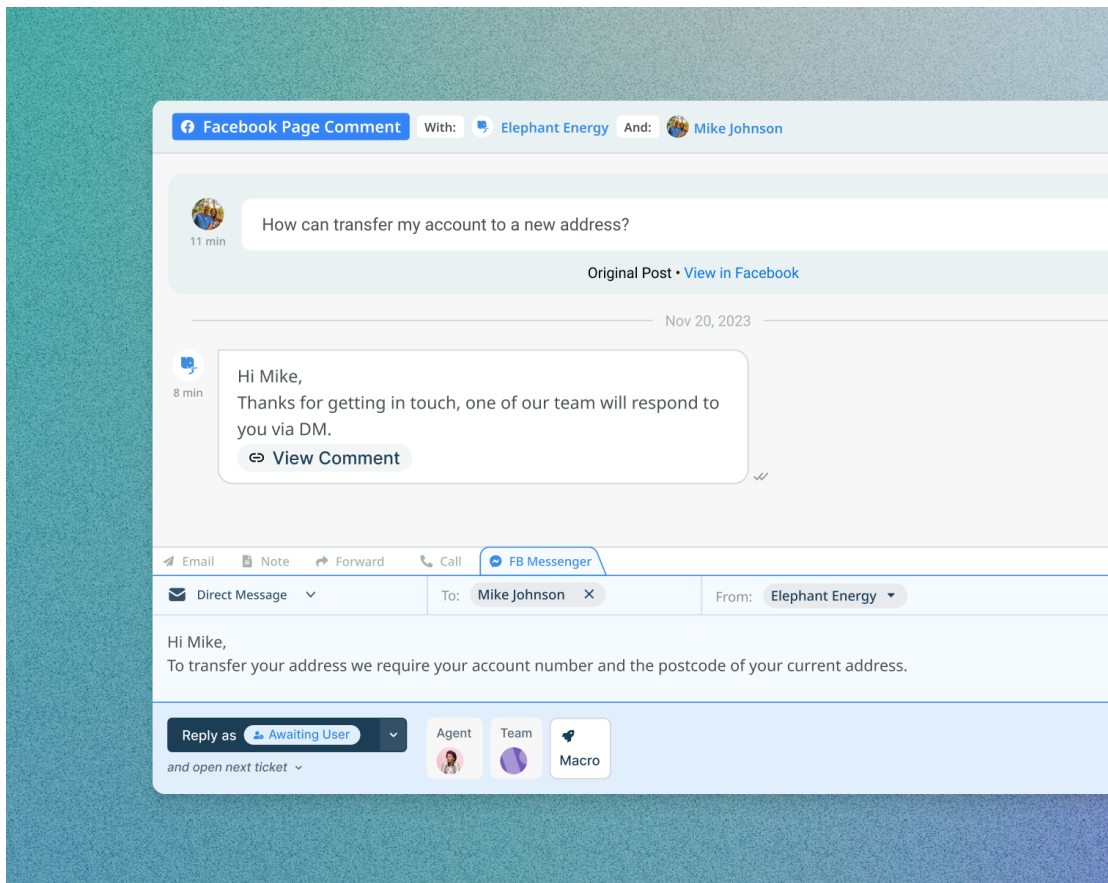 Facebook Page Comment With: Elephant Energy And: Mike Johnson
How can transfer my account to a new address?
11 min
Original Post • View in Facebook
Nov 20, 2023
8 min
Hi Mike,
Thanks for getting in touch, one of our team will respond to
you via DM.
View Comment
Email Note Forward Call FB Messenger
Direct Message To: Mike Johnson From: Elephant Energy
Hi Mike,
To transfer your address we require your account number and the postcode of your current address.
Reply as Awaiting User
and open next ticket
Agent Team
Macro